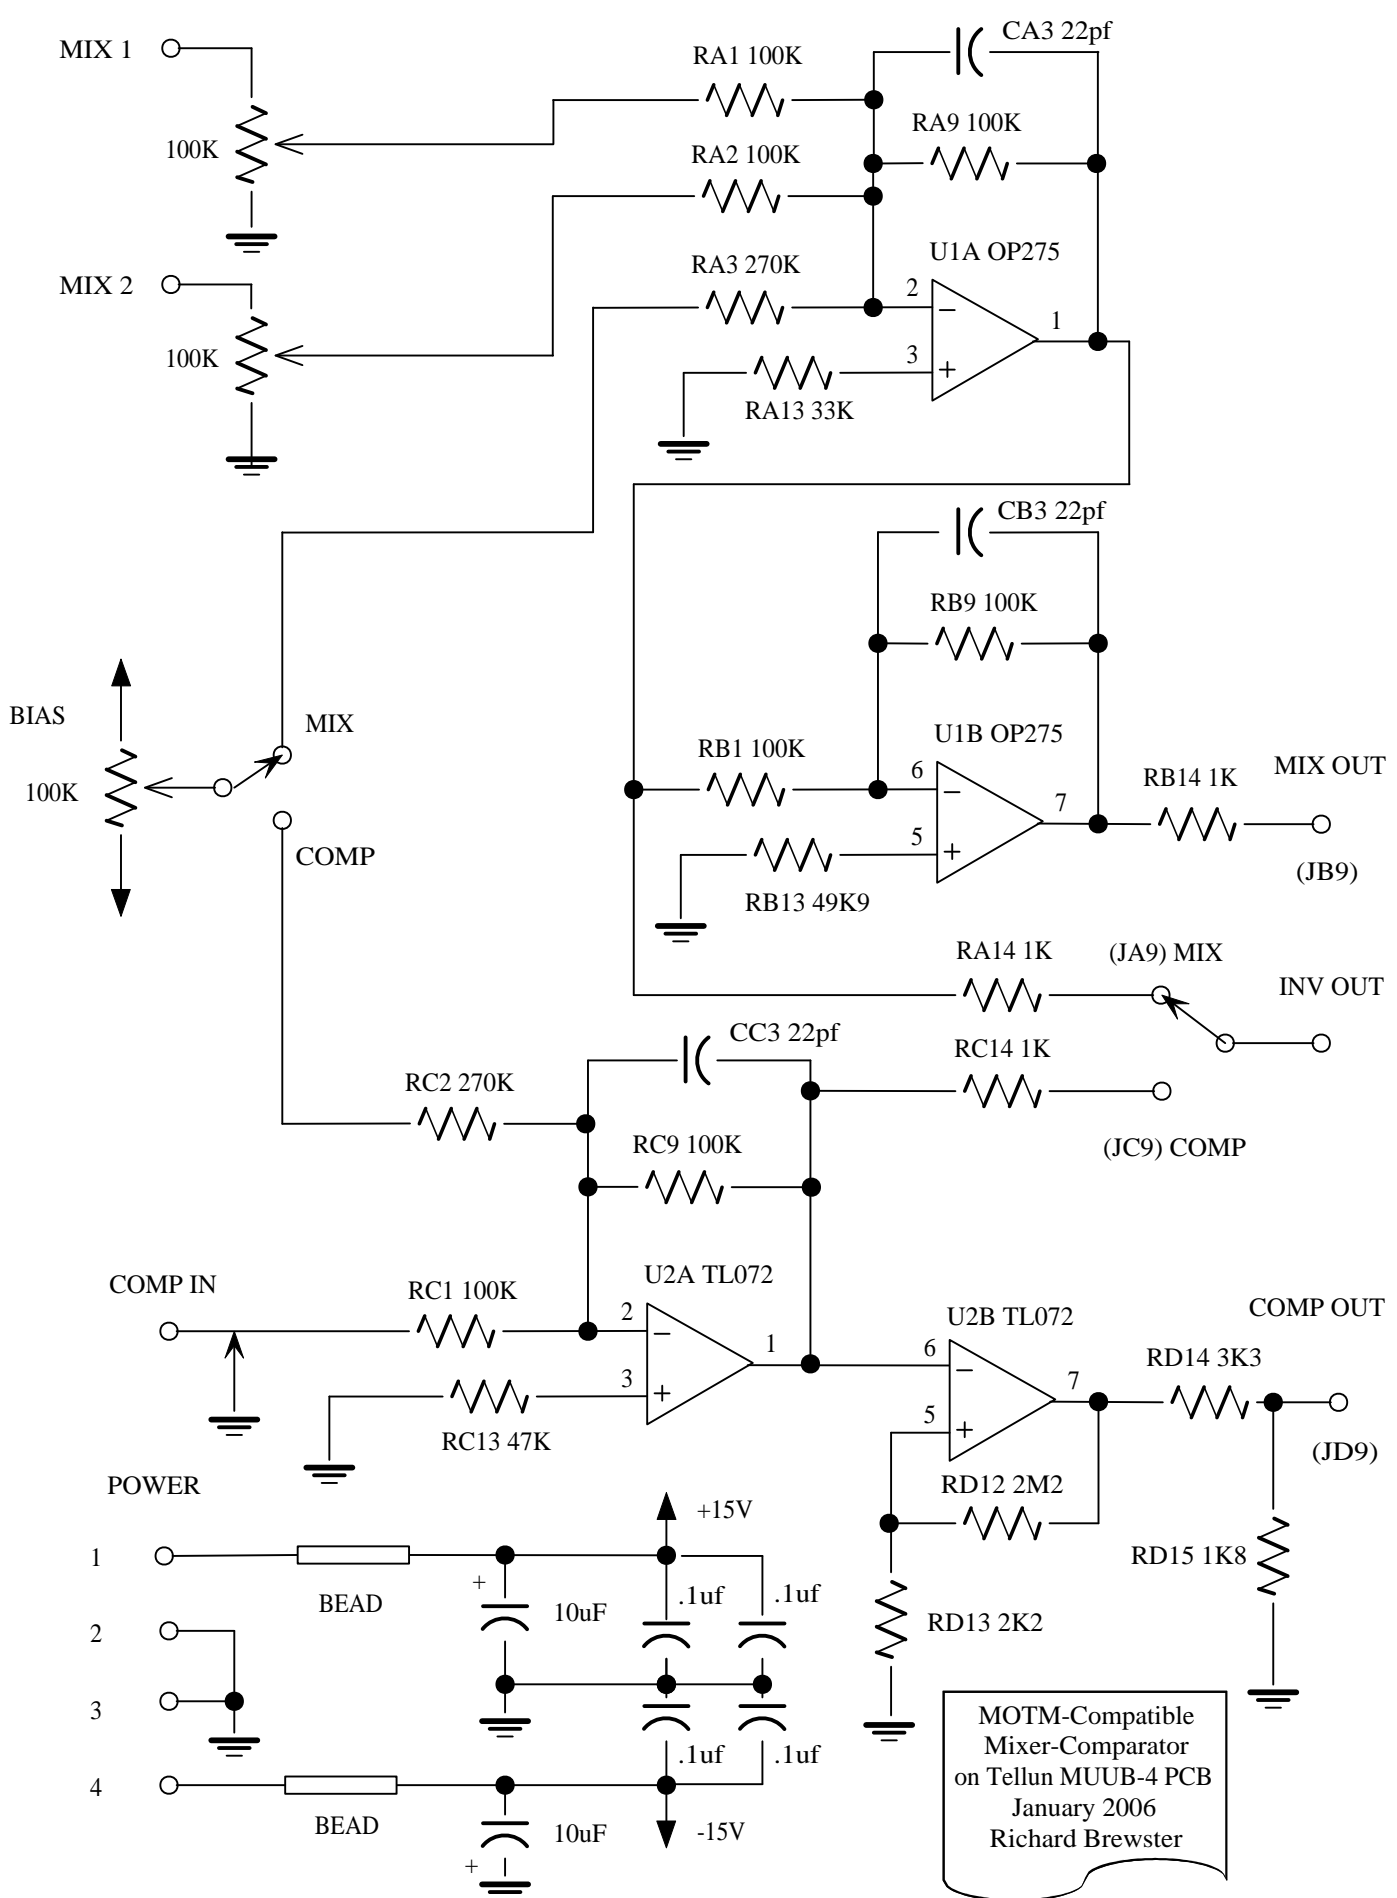 MIX 1
CA3 22pf
RA1 100K
RA9 100K
100K
RA2 100K
U1A OP275
RA3 270K
MIX 2
2
-
1
3
+
100K
RA13 33K
CB3 22pf
RB9 100K
BIAS
MIX
U1B OP275
RB1 100K
MIX OUT
6
-
RB14 1K
100K
7
5
+
COMP
(JB9)
RB13 49K9
RA14 1K
(JA9) MIX
INV OUT
CC3 22pf
RC14 1K
RC2 270K
RC9 100K
(JC9) COMP
U2A TL072
COMP IN
RC1 100K
COMP OUT
U2B TL072
2
-
1
6
-
RD14 3K3
3
+
7
5
+
RC13 47K
(JD9)
POWER
RD12 2M2
+15V
1
RD15 1K8
+
.1uf
.1uf
BEAD
10uF
2
RD13 2K2
3
MOTM-Compatible
Mixer-Comparator
on Tellun MUUB-4 PCB
January 2006
Richard Brewster
.1uf
.1uf
4
BEAD
10uF
-15V
+